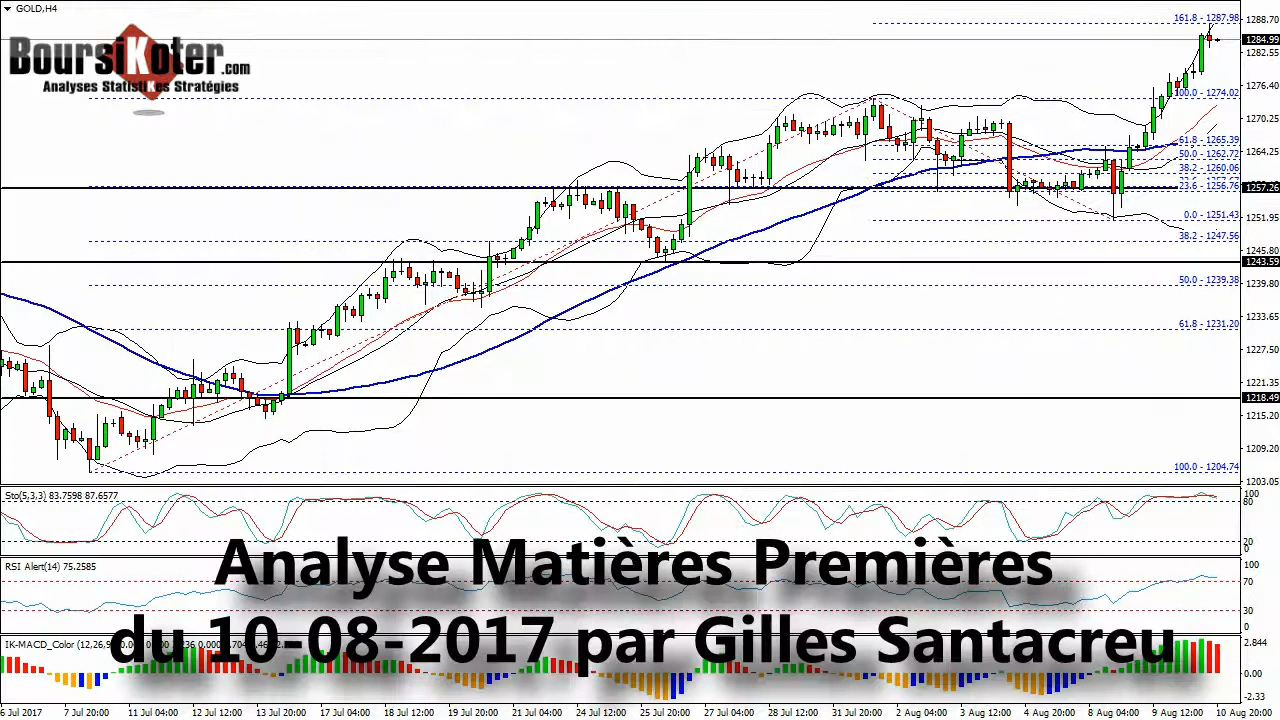 GOLD,H4
161.8 - 1287.98
1288.70
1284.99
BoursiKoter.com
Analyses StatistiKes Stratégies
1282.55
1276.40
100.0 - 1274.02
1270.25
61.8 - 1265.39
1264.25
50.0 - 1262.72
38.2 - 1260.06
1257.26
23.6 - 1256.76
0.0 - 1251.43
1251.95
38.2 - 1247.56
1245.80
1243.59
50.0 - 1239.38
1239.80
1233.65
61.8 - 1231.20
1227.50
1221.35
1218.49
1215.20
1209.20
100.0 - 1204.74
1203.05
Sto(5,3,3) 83.7598 87.6577
100
80
20
0
RSI Alert(14) 75.2585
100
70
30
0
Analyse Matières Premières
du 10-08-2017 par Gilles Santacreu
IK-MACD_Color (12,26,9)
2.844
0.00
-2.33
6 Jul 2017
7 Jul 20:00
11 Jul 04:00
12 Jul 12:00
13 Jul 20:00
17 Jul 04:00
18 Jul 12:00
19 Jul 20:00
21 Jul 04:00
24 Jul 12:00
25 Jul 20:00
27 Jul 04:00
28 Jul 12:00
31 Jul 20:00
2 Aug 04:00
3 Aug 12:00
4 Aug 20:00
8 Aug 04:00
9 Aug 12:00
10 Aug 20:00